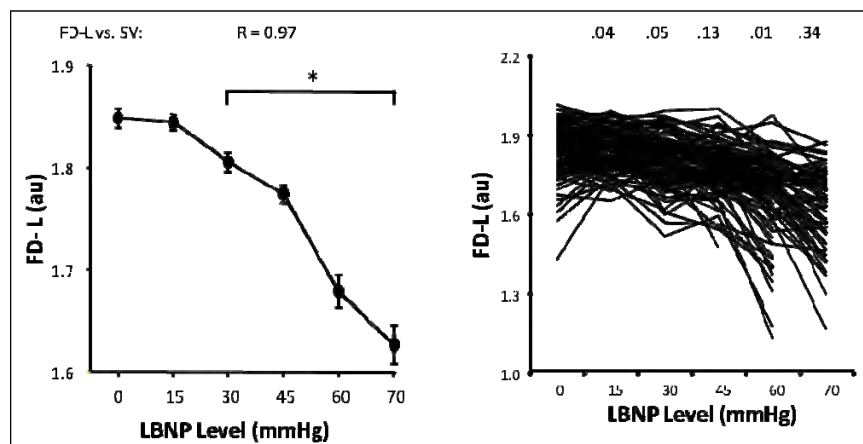 FD-L vs. SV: R = 0.97
1.9
*
1.8
1.7
1.6
FD- L (au)
0 15 30 45 60 70
LBNP Level (mmHg)
.04 .05 .13 .01 .34
2.2
1.9
1.6
1.3
1.0
FD-L (au)
0 15 30 45 60 70
LBNP Level (mmHg)